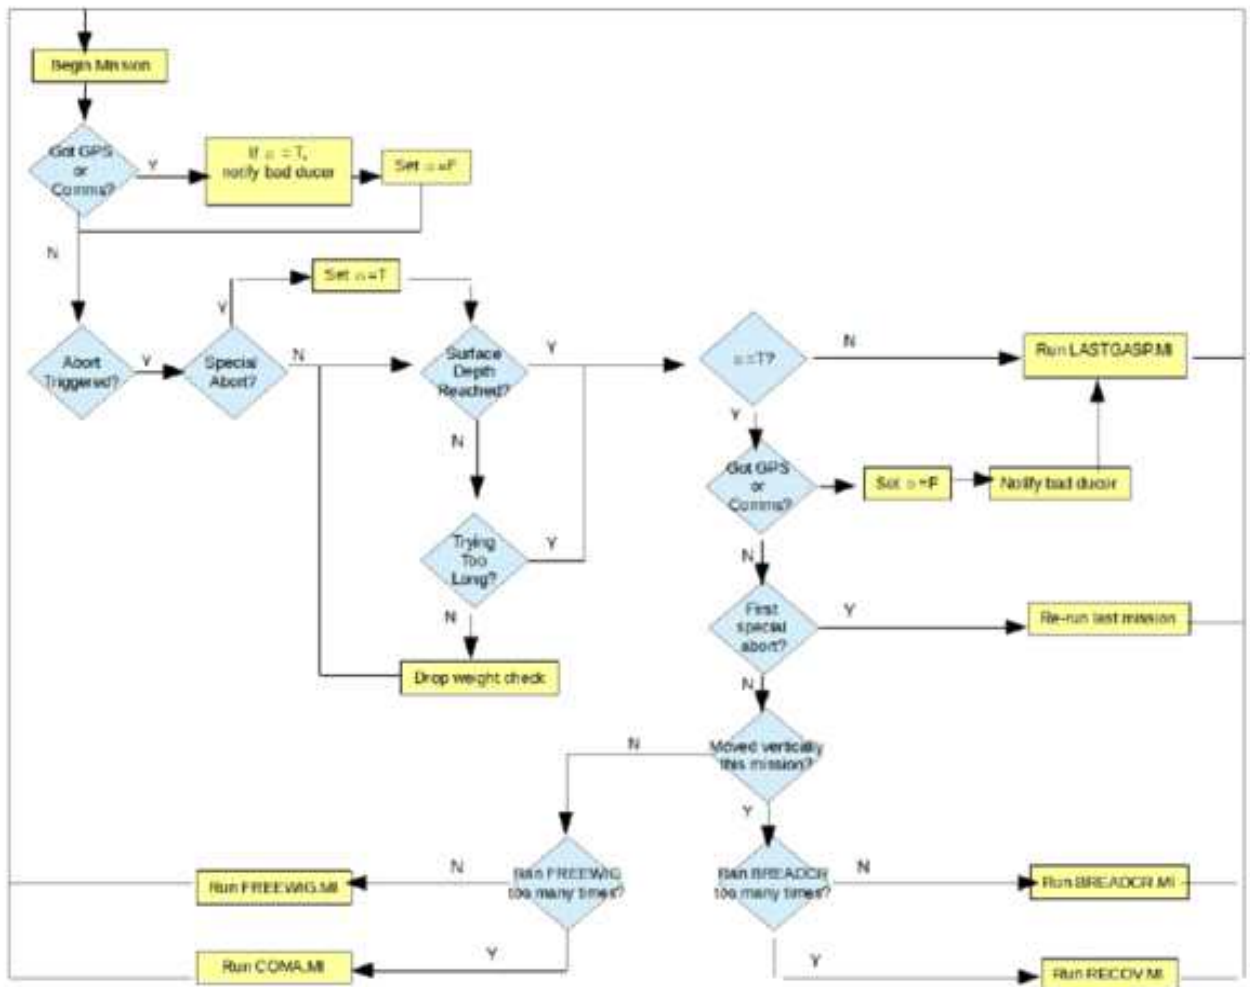 Begin Mission
Got GPS
or
Comms?
Y
If = T,
notify bad ducer
Set =F
N
Set =T
Y
Abort
Triggered?
Y
Special
Abort?
N
Surface
Depth
Reached?
Y
=T?
N
Run LASTGASP.MI
N
Y
Got GPS
or
Comms?
Set =F
Notify bad ducer
Trying
Too
Long?
Y
N
N
First
special
abort?
Y
Re-run last mission
Drop weight check
N
Moved vertically
this mission?
N
Y
Run FREEWIG.MI
N
Ran FREEWIG
too many times?
Ran BREADCR
too many times?
N
Run BREADCR.MI
Run COMA.MI
Y
Y
Run RECOV.MI